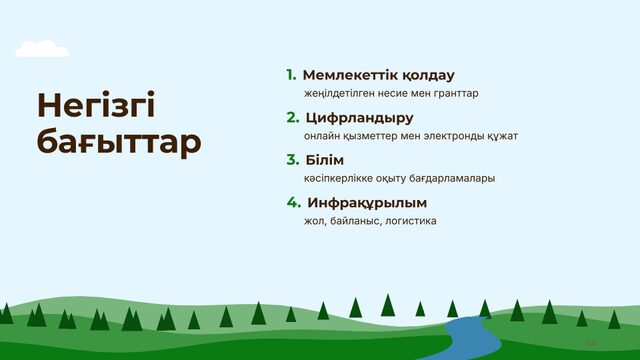 Негізгі
бағыттар
1. Мемлекеттік қолдау
жеңілдетілген несие мен гранттар
2. Цифрландыру
онлайн қызметтер мен электронды құжат
3. Білім
кәсіпкерлікке оқыту бағдарламалары
4. Инфрақұрылым
жол, байланыс, логистика